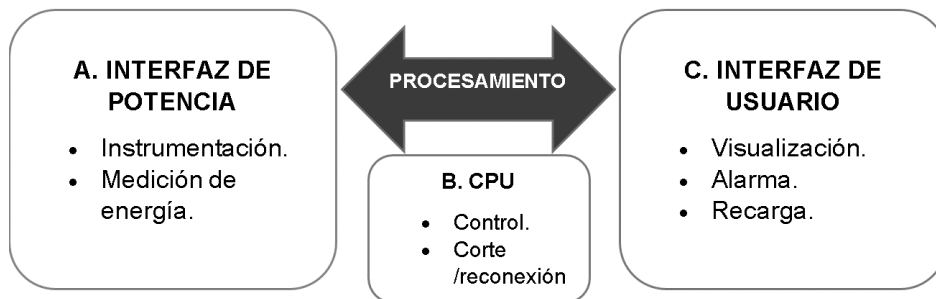 A. INTERFAZ DE
POTENCIA
• Instrumentación.
• Medición de
energía.
PROCESAMIENTO
B. CPU
• Control.
• Corte
/reconexión
C. INTERFAZ DE
USUARIO
• Visualización.
• Alarma.
• Recarga.